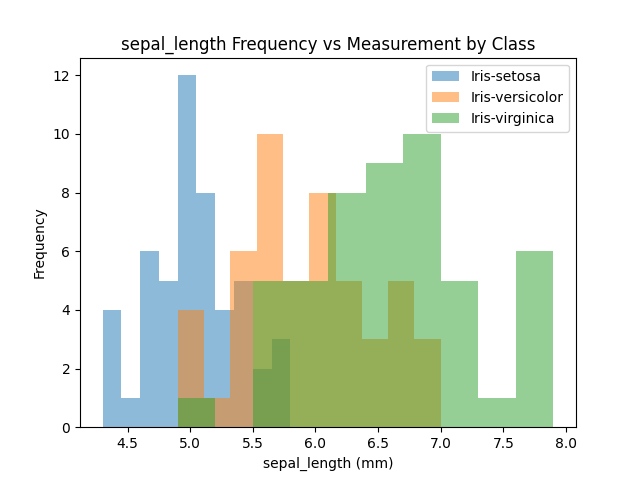 sepal_length Frequency vs Measurement by Class
Iris-setosa
Iris-versicolor
Iris-virginica
Frequency
12
10
8
6
4
2
0
4.5 5.0 5.5 6.0 6.5 7.0 7.5 8.0
sepal_length (mm)